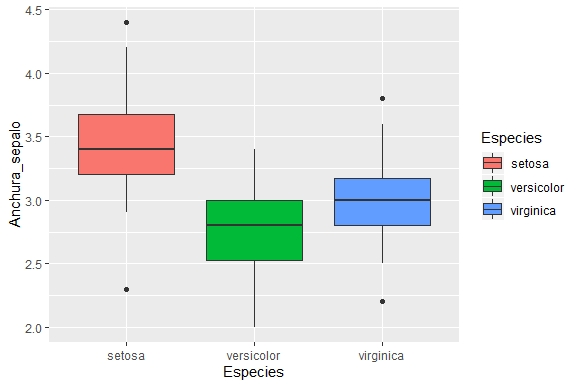 Anchura_sepalo
4.5
4.0
3.5
3.0
2.5
2.0
setosa
versicolor
virginica
Especies
Especies
setosa
versicolor
virginica